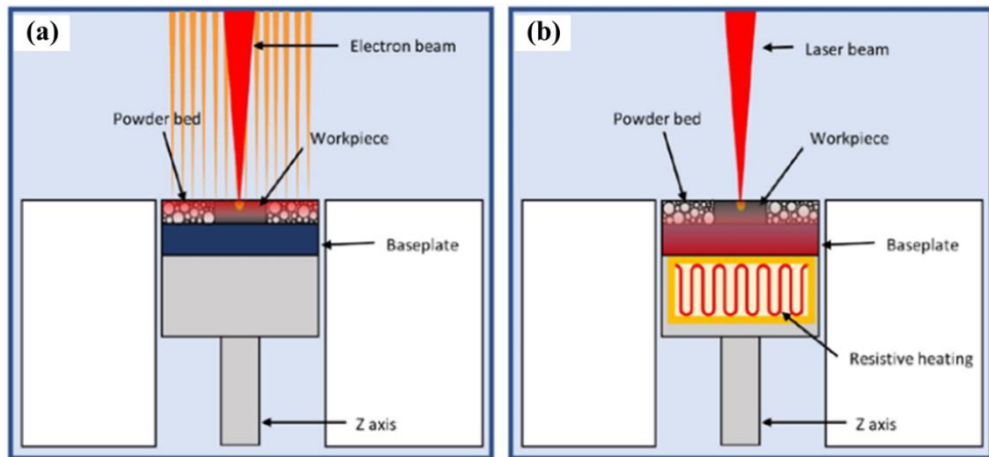 (a)
Electron beam
Powder bed
Workpiece
Baseplate
Z axis
(b)
Laser beam
Powder bed
Workpiece
Baseplate
Resistive heating
Z axis